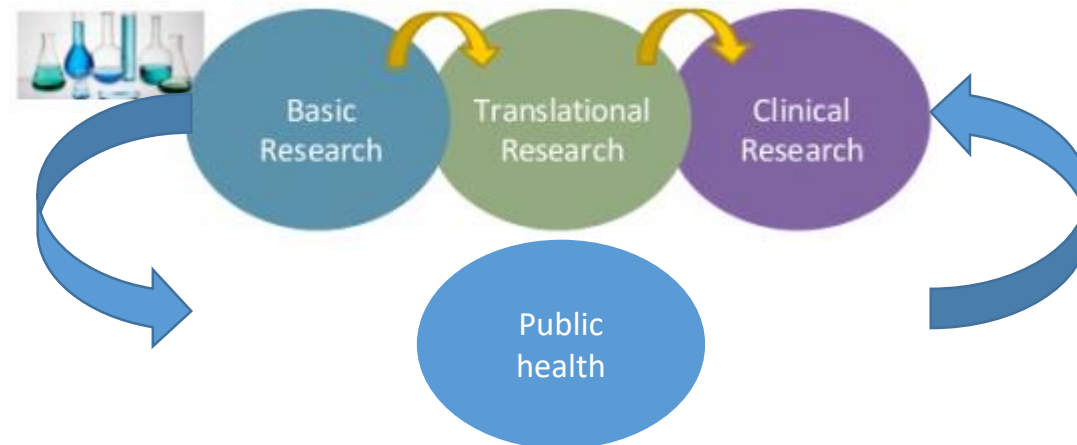 Basic
Research
Translational
Research
Clinical
Research
Public
health